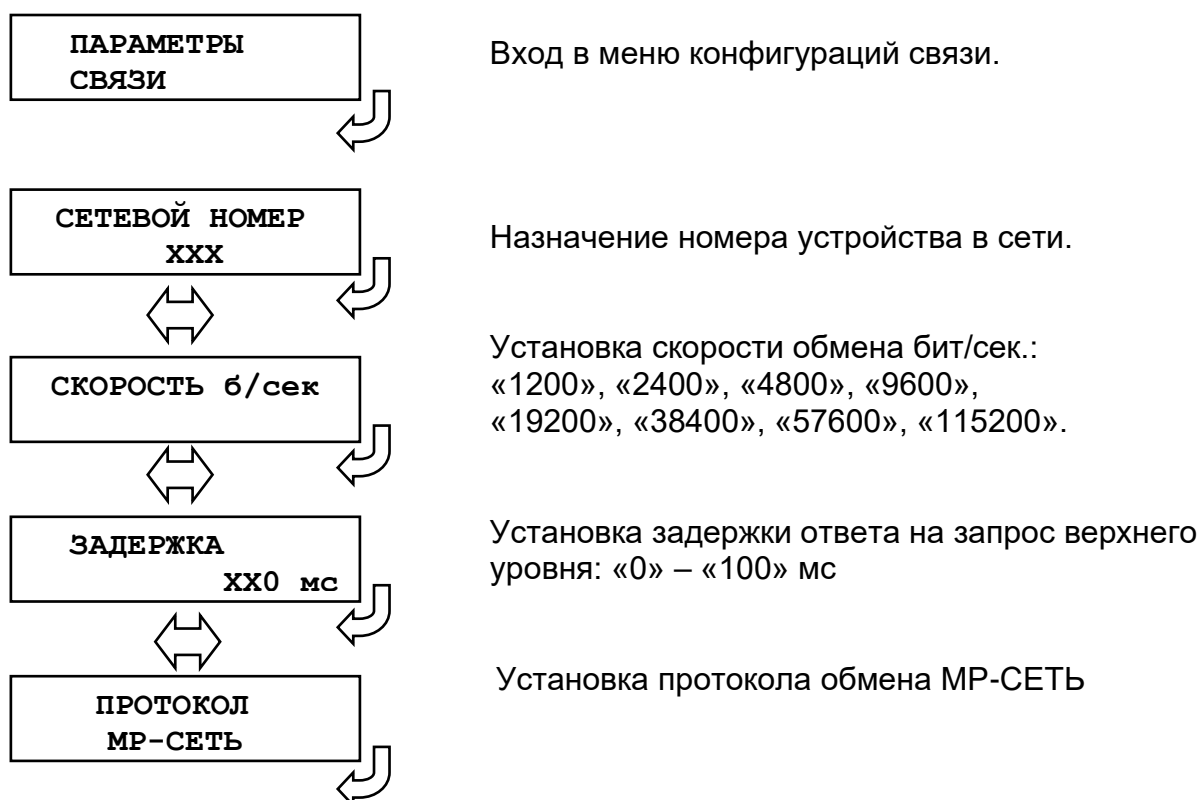 ПАРАМЕТРЫ
СВЯЗИ
Вход в меню конфигураций связи.
СЕТЕВОЙ НОМЕР
XXX
Назначение номера устройства в сети.
СКОРОСТЬ б/сек
Установка скорости обмена бит/сек.:
«1200», «2400», «4800», «9600»,
«19200», «38400», «57600», «115200».
ЗАДЕРЖКА
XX0 мс
Установка задержки ответа на запрос верхнего
уровня: «0» – «100» мс
ПРОТОКОЛ
МР-СЕТЬ
Установка протокола обмена МР-СЕТЬ